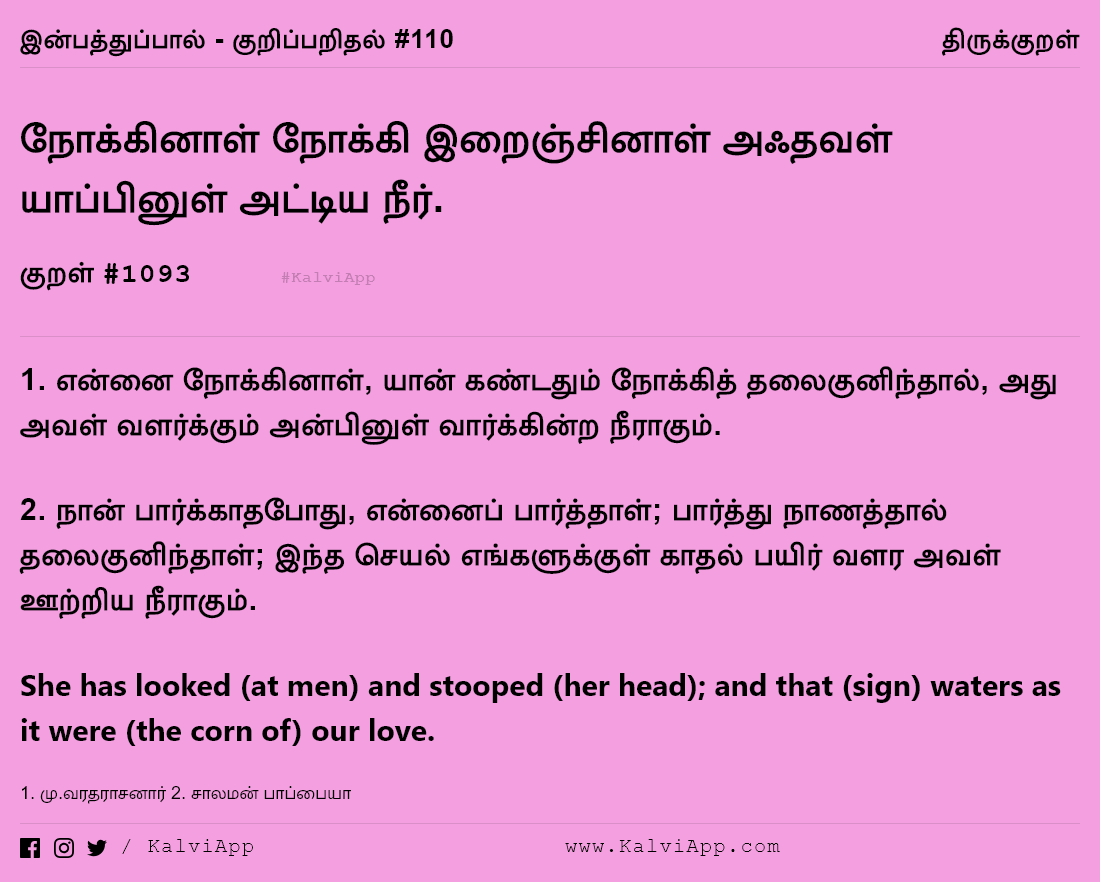 இன்பத்துப்பால் - குறிப்பறிதல் #110 திருக்குறள்
நோக்கினாள் நோக்கி இறைஞ்சினாள் அஃதவள்
யாப்பினுள் அட்டிய நீர்.
குறள் #1093 #KalviApp
1. என்னை நோக்கினாள், யான் கண்டதும் நோக்கித் தலைகுனிந்தால், அது
அவள் வளர்க்கும் அன்பினுள் வார்க்கின்ற நீராகும்.
2. நான் பார்க்காதபோது, என்னைப் பார்த்தாள்; பார்த்து நாணத்தால்
தலைகுனிந்தாள்; இந்த செயல் எங்களுக்குள் காதல் பயிர் வளர அவள்
ஊற்றிய நீராகும்.
She has looked (at men) and stooped (her head); and that (sign) waters as
it were (the corn of) our love.
1. மு.வரதராசனார் 2. சாலமன் பாப்பையா
/ KalviApp www.KalviApp.com